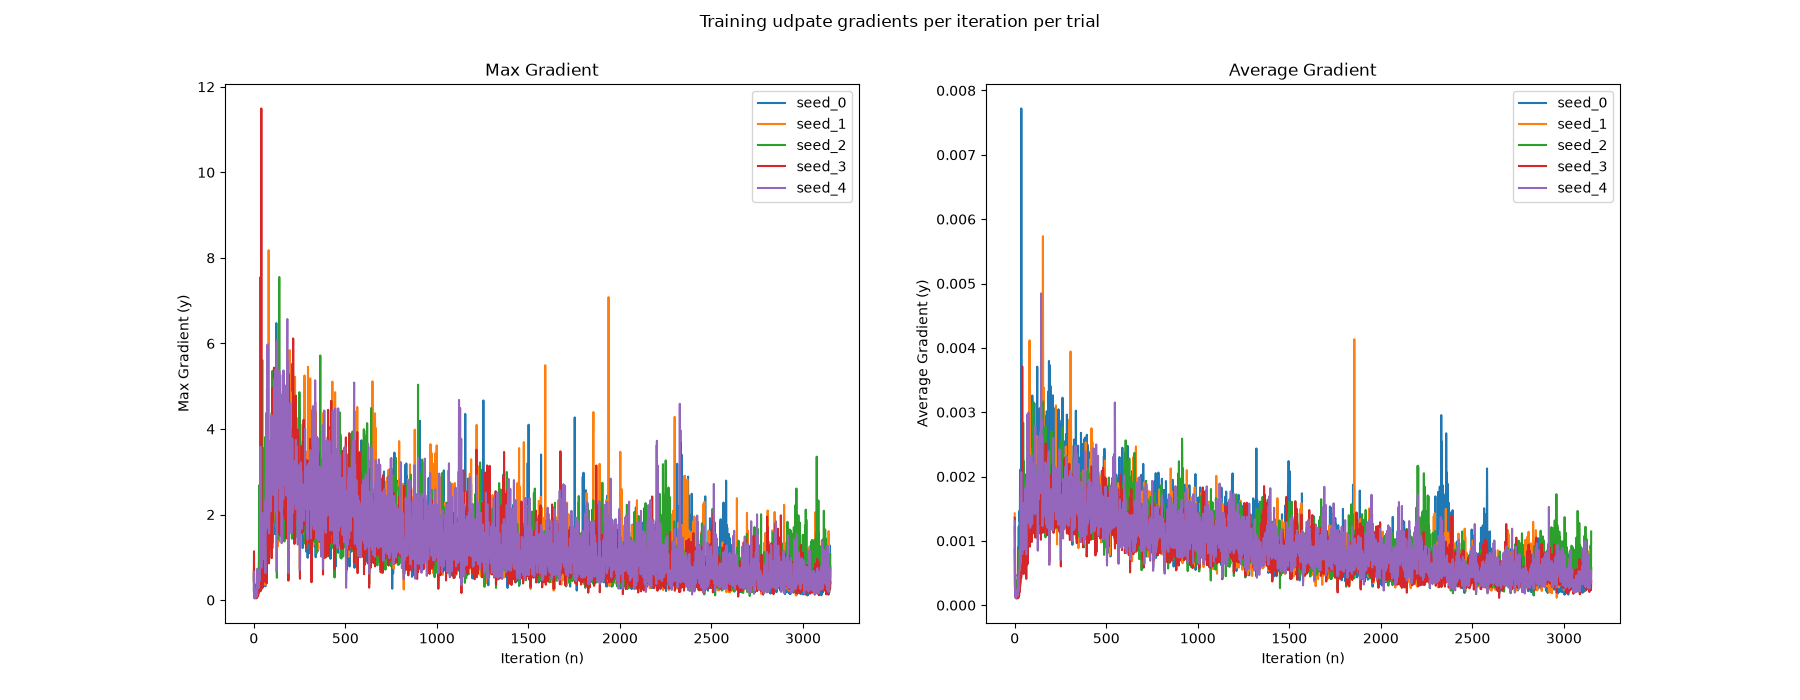 Training udpate gradients per iteration per trial
Max Gradient
Max Gradient (y)
12
10
8
6
4
2
0
0 500 1000 1500 2000 2500 3000
Iteration (n)
seed_0
seed_1
seed_2
seed_3
seed_4
Average Gradient
Average Gradient (y)
0.008
0.007
0.006
0.005
0.004
0.003
0.002
0.001
0.000
0 500 1000 1500 2000 2500 3000
Iteration (n)
seed_0
seed_1
seed_2
seed_3
seed_4